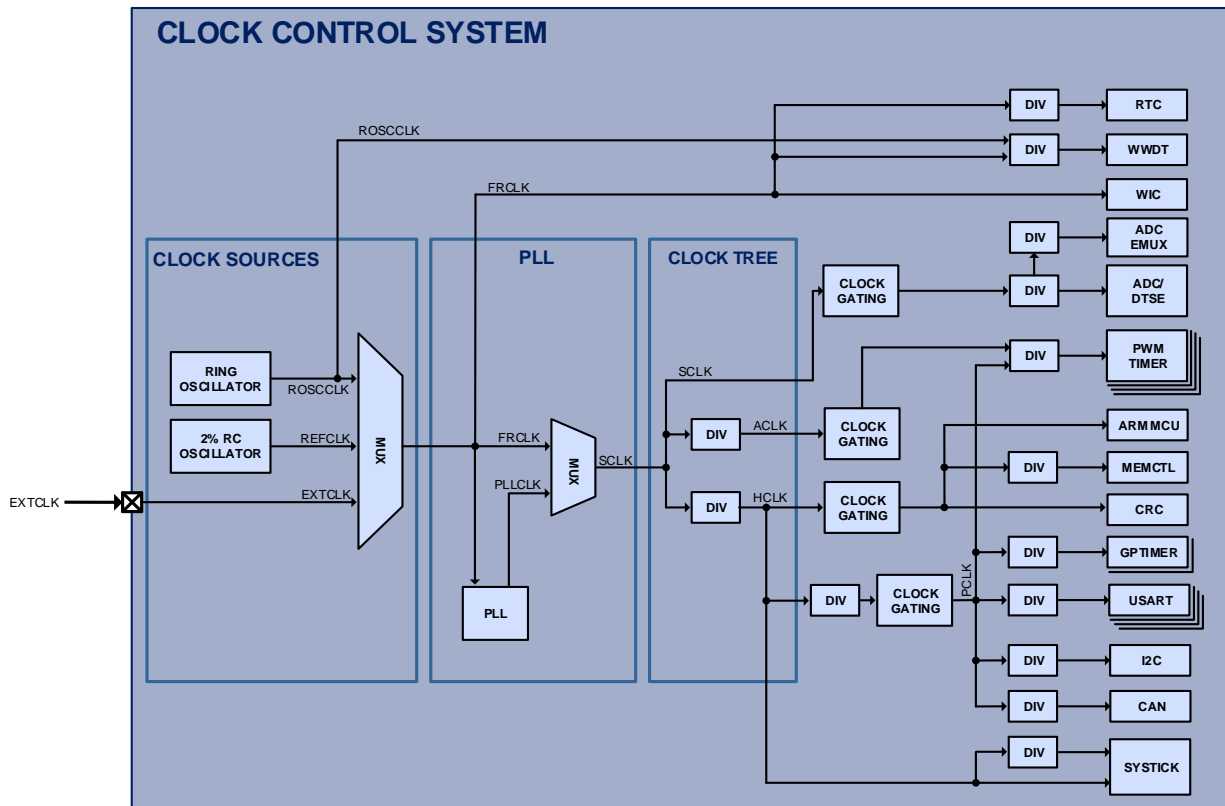 CLOCK CONTROL SYSTEM
DIV
RTC
ROSCCLK
DIV
WWDT
FRCLK
WIC
CLOCK SOURCES
PLL
CLOCK TREE
DIV
ADC
EMUX
CLOCK
GATING
DIV
ADC/
DTSE
RING
OSCILLATOR
ROSCCLK
SCLK
DIV
PWM
TIMER
2% RC
OSCILLATOR
REFCLK
MUX
FRCLK
MUX
SCLK
DIV
ACLK
CLOCK
GATING
ARM MCU
PLLCLK
DIV
MEMCTL
EXTCLK
EXTCLK
DIV
HCLK
CLOCK
GATING
CRC
DIV
GPTIMER
PLL
DIV
CLOCK
GATING
PCLK
DIV
USART
DIV
I2C
DIV
CAN
DIV
SYSTICK